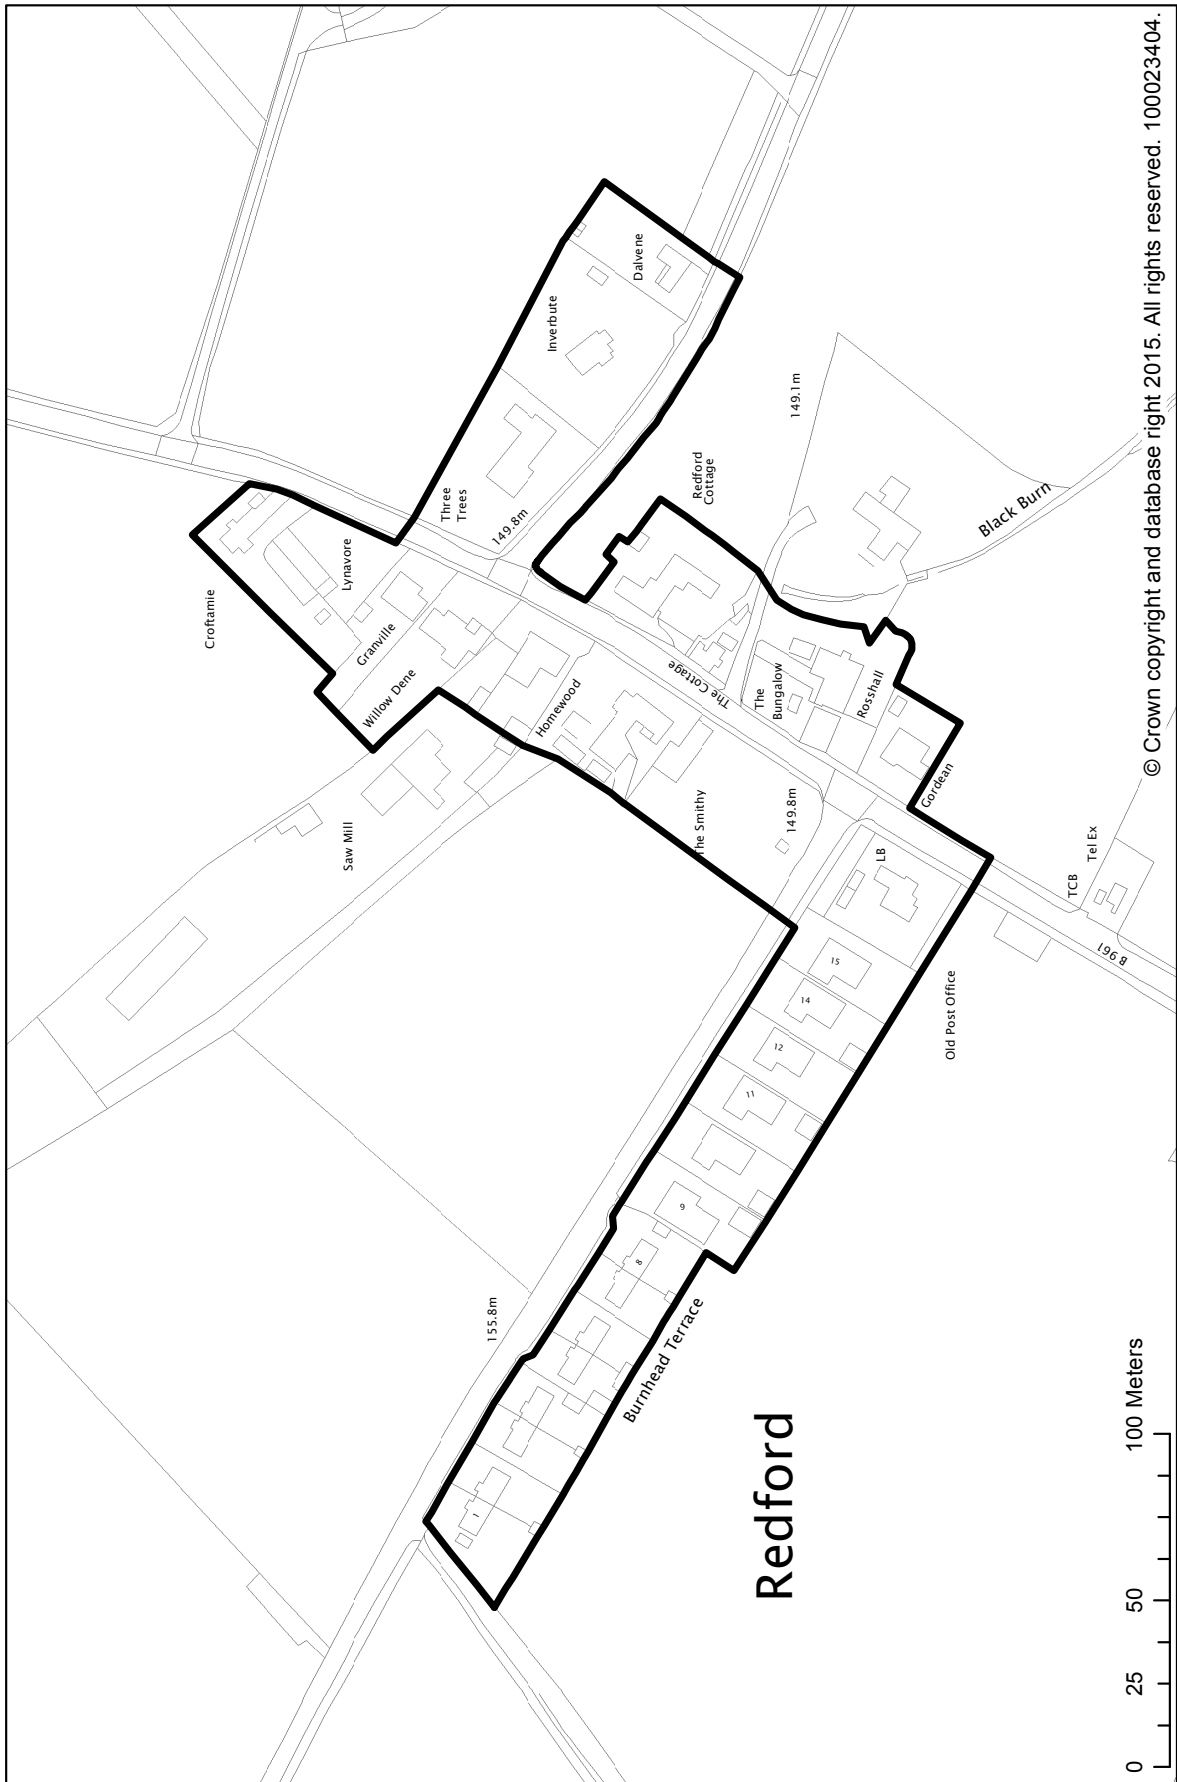 Redford
Burnhead Terrace
1
8
9
11
12
14
15
155.8m
Saw Mill
Croftamie
Lynavore
Granville
Willow Dene
Homewood
The Smithy
149.8m
LB
Old Post Office
B 961
TCB
Tel Ex
Gordean
Rosshall
The
Bungalow
The Cottage
Redford
Cottage
149.8m
Three
Trees
Inverbute
Dalvene
149.1m
Black Burn
0 25 50 100 Meters
© Crown copyright and database right 2015. All rights reserved. 100023404.